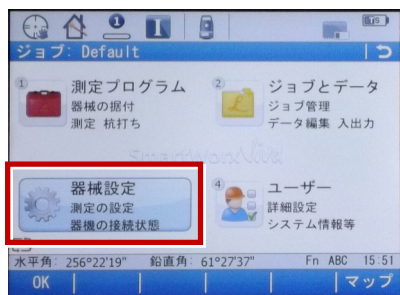 ジョブ: Default
① 測定プログラム
器械の据付
測定 杭打ち
② ジョブとデータ
ジョブ管理
データ編集 入出力
SmartWorx Viva
器械設定
測定の設定
器機の接続状態
④ ユーザー
詳細設定
システム情報等
水平角: 256°22'19" 鉛直角: 61°27'37" Fn ABC 15:51
OK マップ